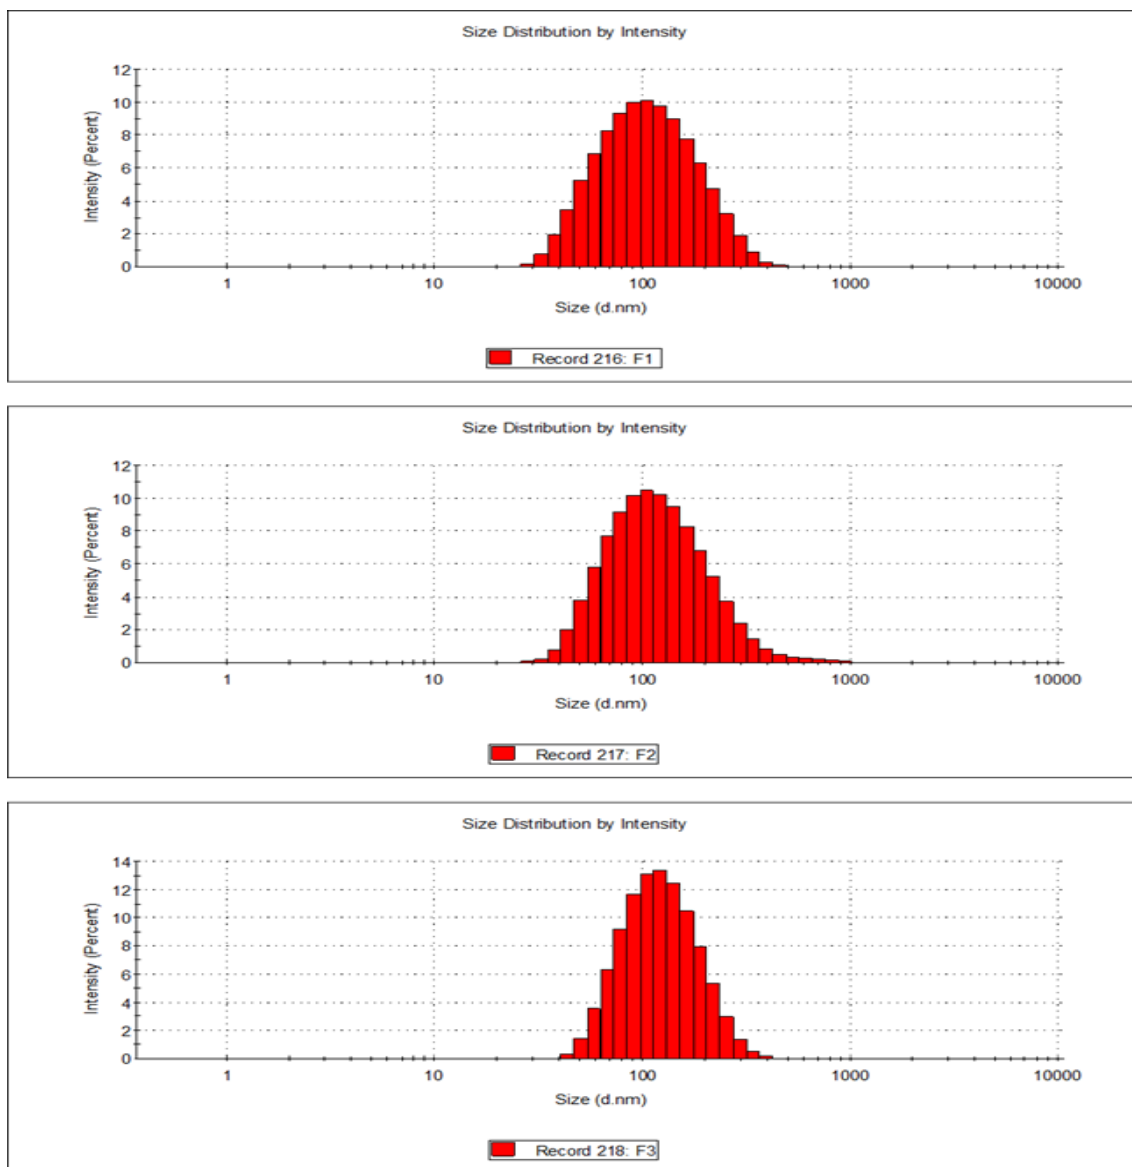 Size Distribution by Intensity
12
10
8
6
4
2
0
Intensity (Percent)
1 10 100 1000 10000
Size (d.nm)
Record 216: F1
Size Distribution by Intensity
12
10
8
6
4
2
0
Intensity (Percent)
1 10 100 1000 10000
Size (d.nm)
Record 217: F2
Size Distribution by Intensity
14
12
10
8
6
4
2
0
Intensity (Percent)
1 10 100 1000 10000
Size (d.nm)
Record 218: F3